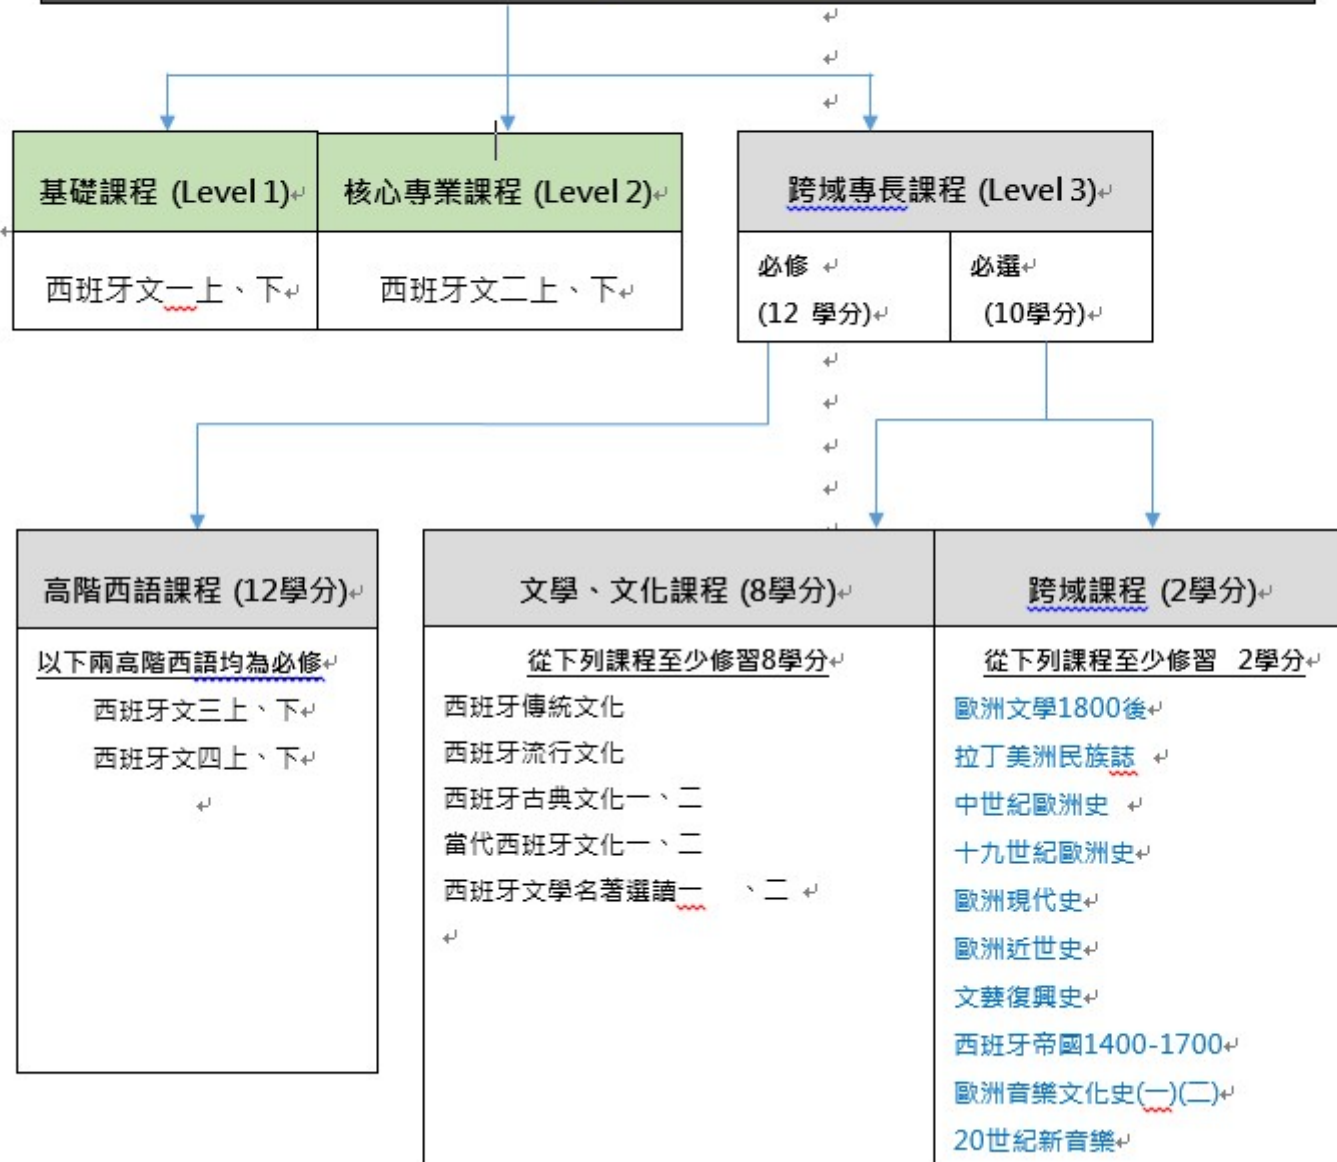 基礎課程 (Level 1)
核心專業課程 (Level 2)
跨域專長課程 (Level 3)
西班牙文一上、下
西班牙文二上、下
必修
(12 學分)
必選
(10學分)
高階西語課程 (12學分)
以下兩高階西語均為必修
西班牙文三上、下
西班牙文四上、下
文學、文化課程 (8學分)
從下列課程至少修習8學分
西班牙傳統文化
西班牙流行文化
西班牙古典文化一、二
當代西班牙文化一、二
西班牙文學名著選讀一 、二
跨域課程 (2學分)
從下列課程至少修習 2學分
歐洲文學1800後
拉丁美洲民族誌
中世紀歐洲史
十九世紀歐洲史
歐洲現代史
歐洲近世史
文藝復興史
西班牙帝國1400-1700
歐洲音樂文化史(一)(二)
20世紀新音樂